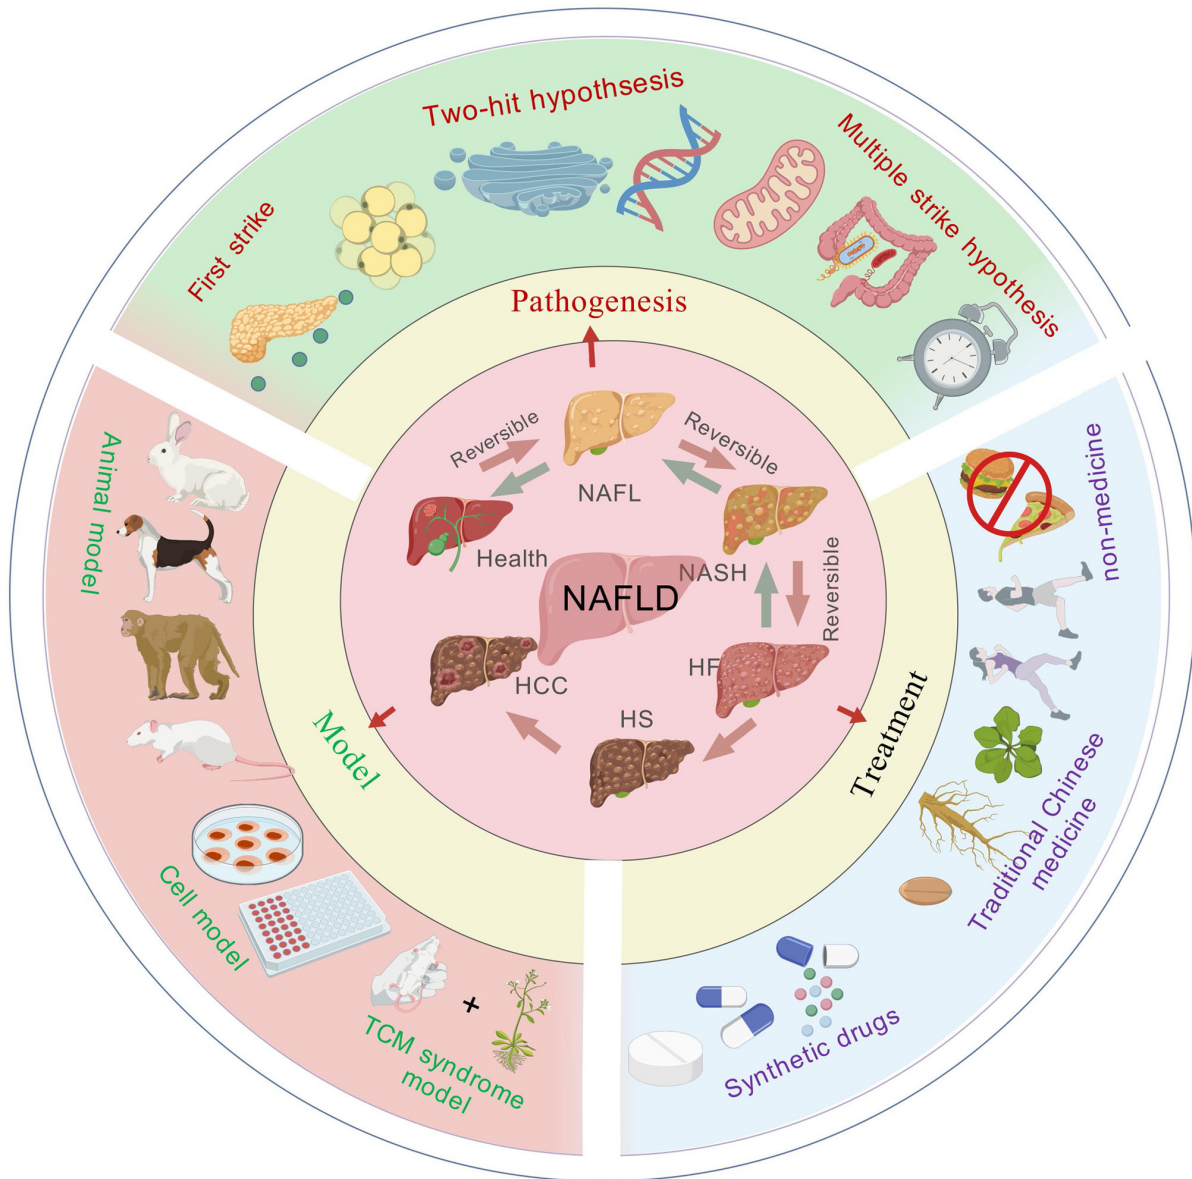 Two-hit hypothsesis
First strike
Multiple strike hypothesis
Pathogenesis
Reversible
Reversible
NAFL
Health
NASH
Reversible
NAFLD
HF
HCC
HS
Model
Treatment
Animal model
Cell model
TCM syndrome
model
non-medicine
Traditional Chinese
medicine
Synthetic drugs
+